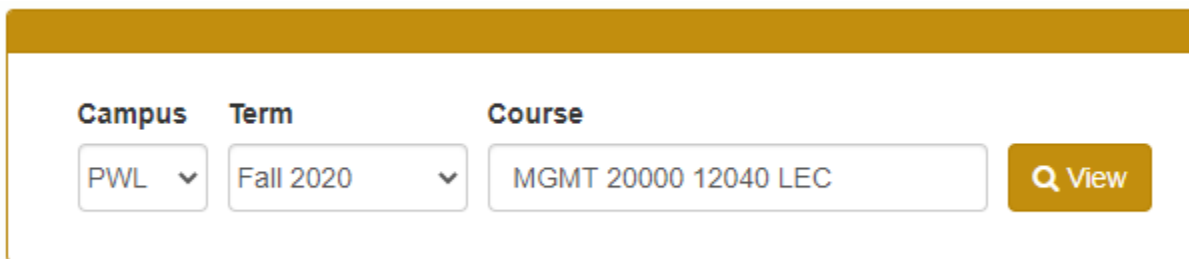 Campus Term Course
PWL Fall 2020 MGMT 20000 12040 LEC View